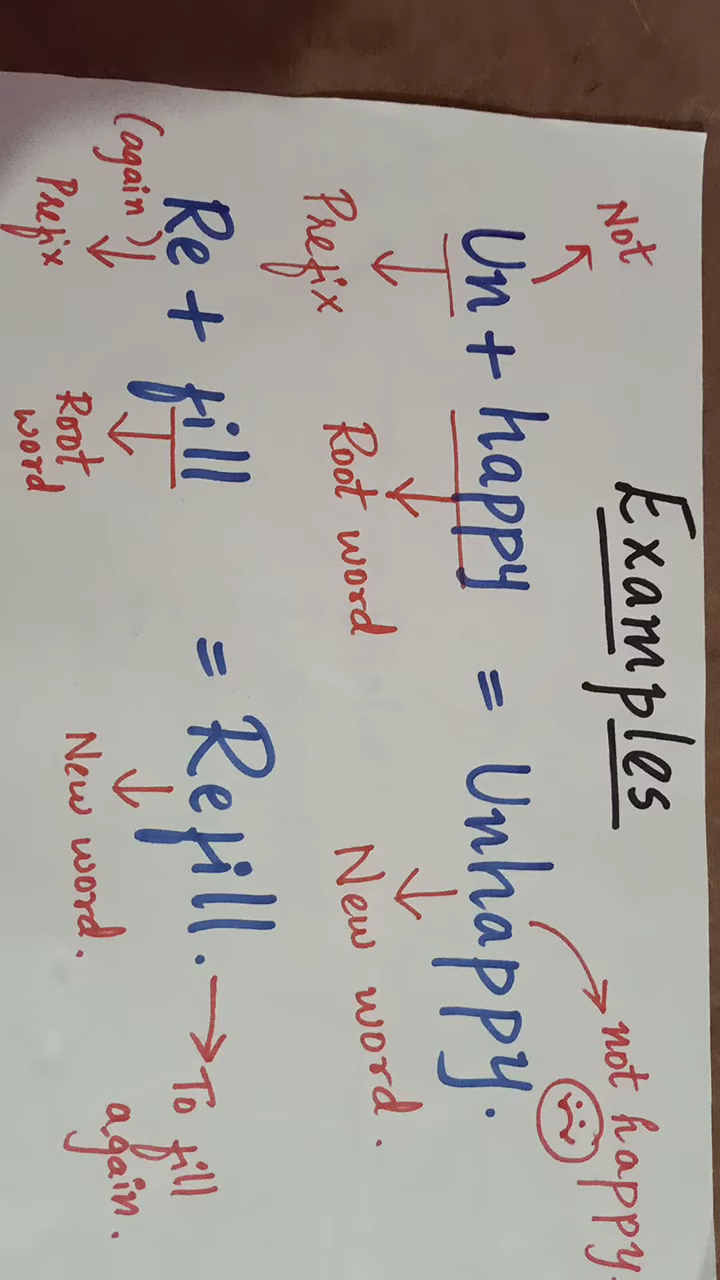 Examples
Not
not happy.
Un + happy = Unhappy.
Prefix
Root word
New word.
Re + fill = Refill. → To fill
again.
(again)
Prefix
Root
word
New word.